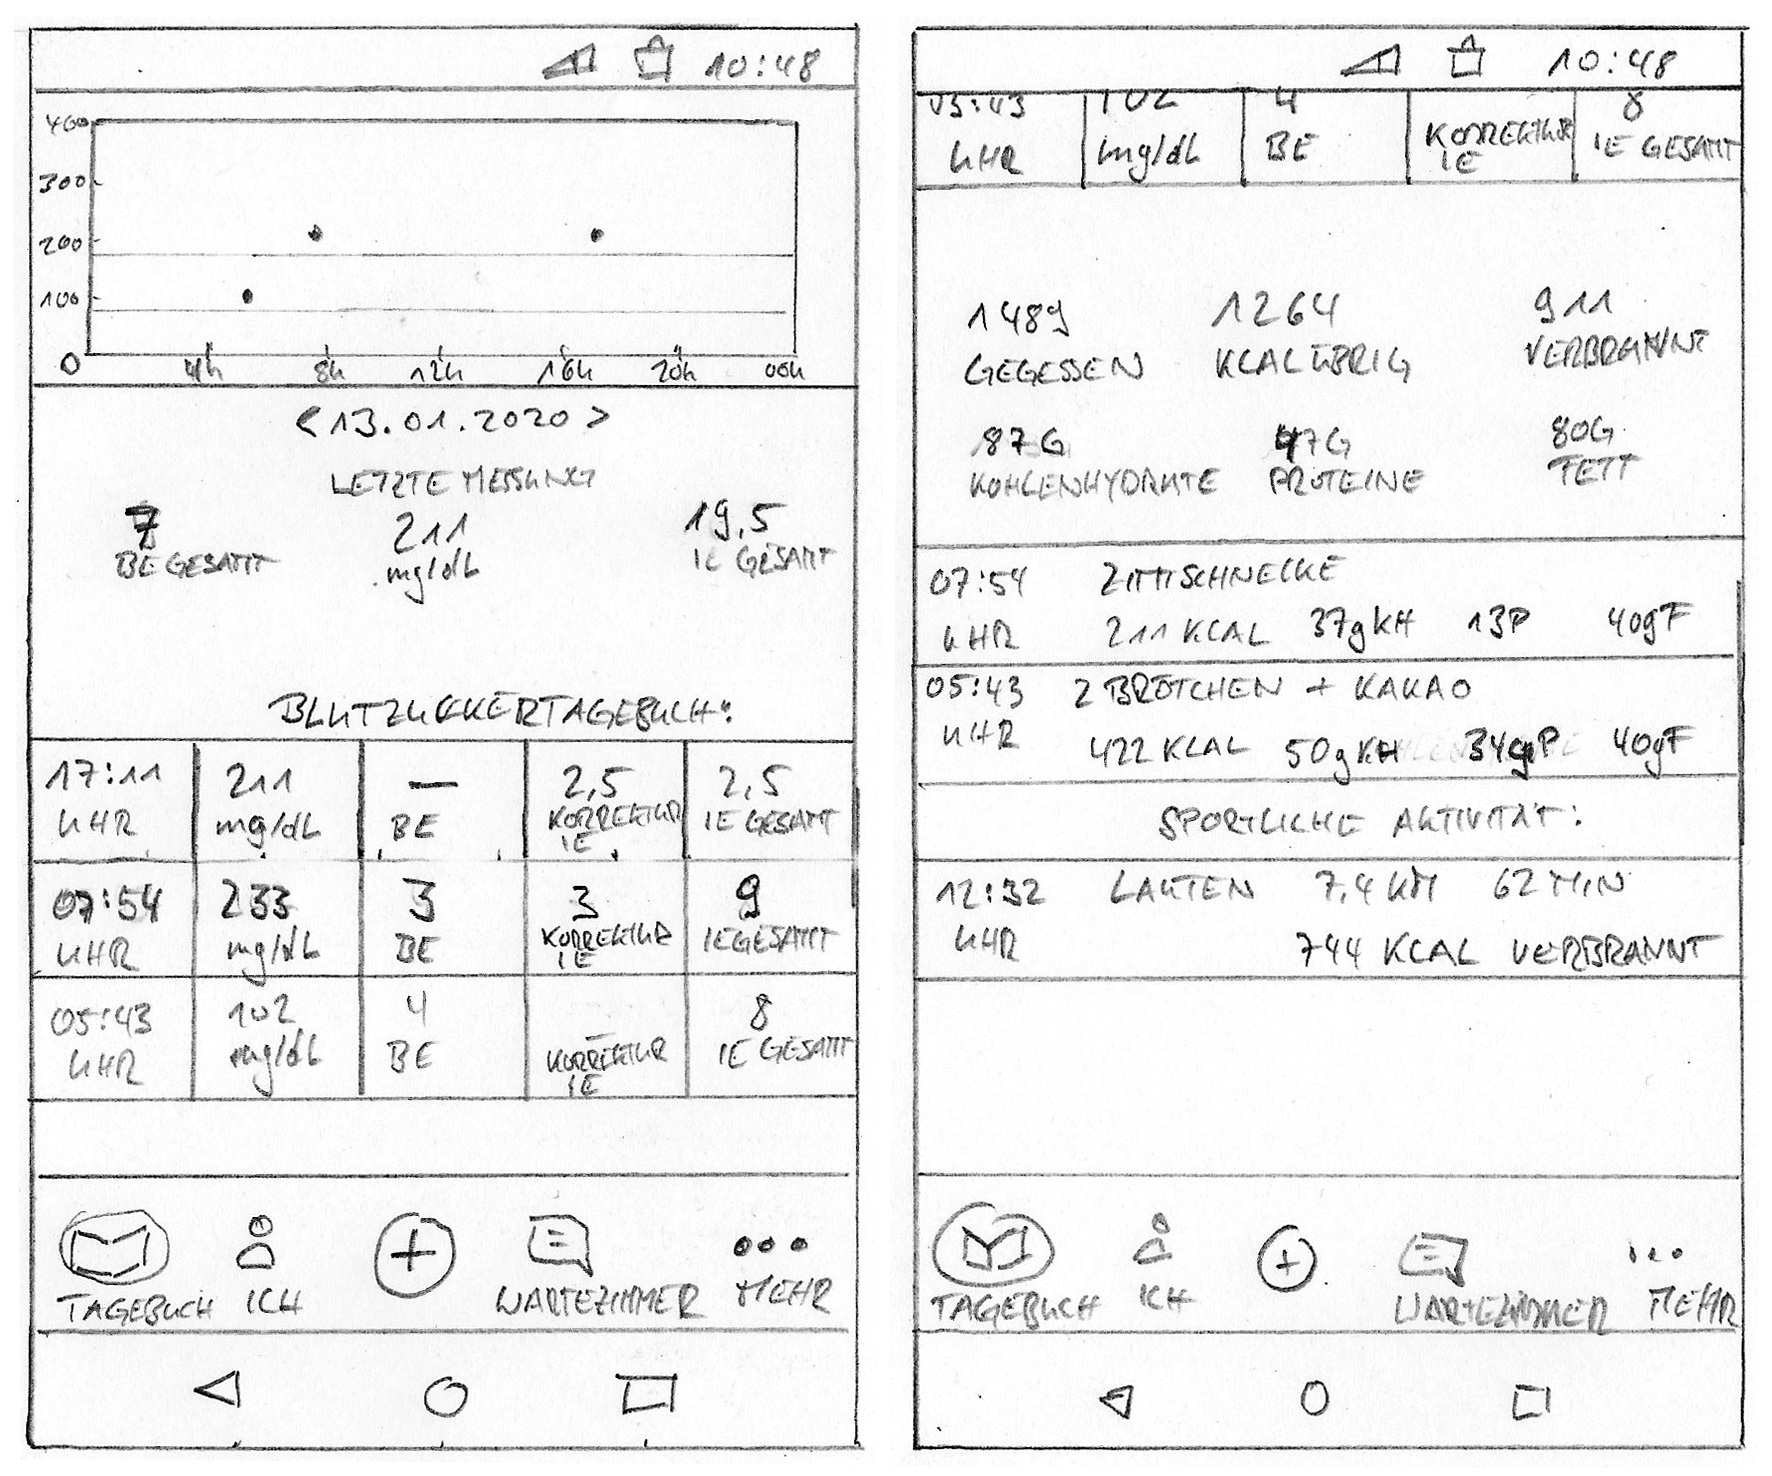 10:48
400
300
200
100
0
4h 8h 12h 16h 20h 00h
<13.01.2020>
LETZTE MESSUNG
7 211 19,5
BE GESAMT mg/dL IE GESAMT
BLUTZUCKERTAGEBUCH:
17:11 211 — 2,5 2,5
UHR mg/dL BE KORREKTUR IE GESAMT
IE
07:54 233 3 3 9
UHR mg/dL BE KORREKTUR IE GESAMT
IE
05:43 102 4 – 8
UHR mg/dL BE KORREKTUR IE GESAMT
IE
TAGEBUCH ICH WARTEZIMMER MEHR
10:48
05:43 102 4 8
UHR mg/dL BE KORREKTUR IE GESAMT
IE
1489 1264 911
GEGESSEN KCAL ÜBRIG VERBRANNT
87G 47G 80G
KOHLENHYDRATE PROTEINE FETT
07:54 ZIMTSCHNECKE
UHR 211 KCAL 37gKH 13P 40gF
05:43 2 BRÖTCHEN + KAKAO
UHR 422 KCAL 50gKH 34gP 40gF
SPORTLICHE AKTIVITÄT:
12:32 LAUFEN 7,4 KM 62 MIN
UHR 744 KCAL VERBRANNT
TAGEBUCH ICH WARTEZIMMER MEHR